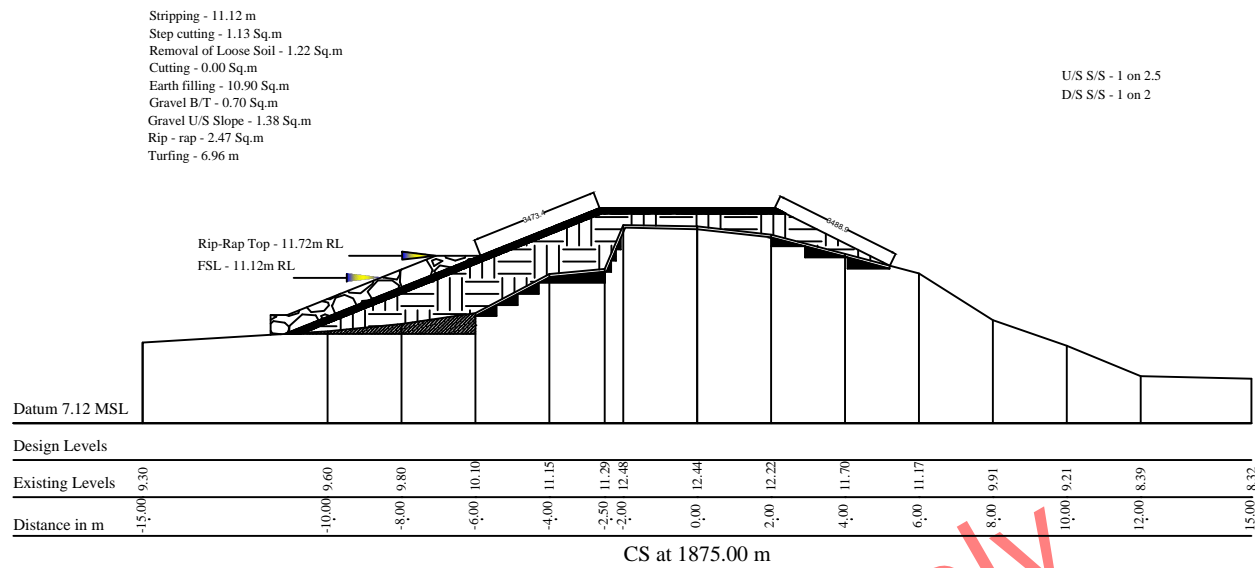 Stripping - 11.12 m
Step cutting - 1.13 Sq.m
Removal of Loose Soil - 1.22 Sq.m
Cutting - 0.00 Sq.m
Earth filling - 10.90 Sq.m
Gravel B/T - 0.70 Sq.m
Gravel U/S Slope - 1.38 Sq.m
Rip - rap - 2.47 Sq.m
Turfing - 6.96 m
U/S S/S - 1 on 2.5
D/S S/S - 1 on 2
3473.4
3488.9
Rip-Rap Top - 11.72m RL
FSL - 11.12m RL
Datum 7.12 MSL
Design Levels
Existing Levels 9.30 9.60 9.80 10.10 11.15 11.29 12.48 12.44 12.22 11.70 11.17 9.91 9.21 8.39 8.32
Distance in m -15.00 -10.00 -8.00 -6.00 -4.00 -2.50 -2.00 0.00 2.00 4.00 6.00 8.00 10.00 12.00 15.00
CS at 1875.00 m